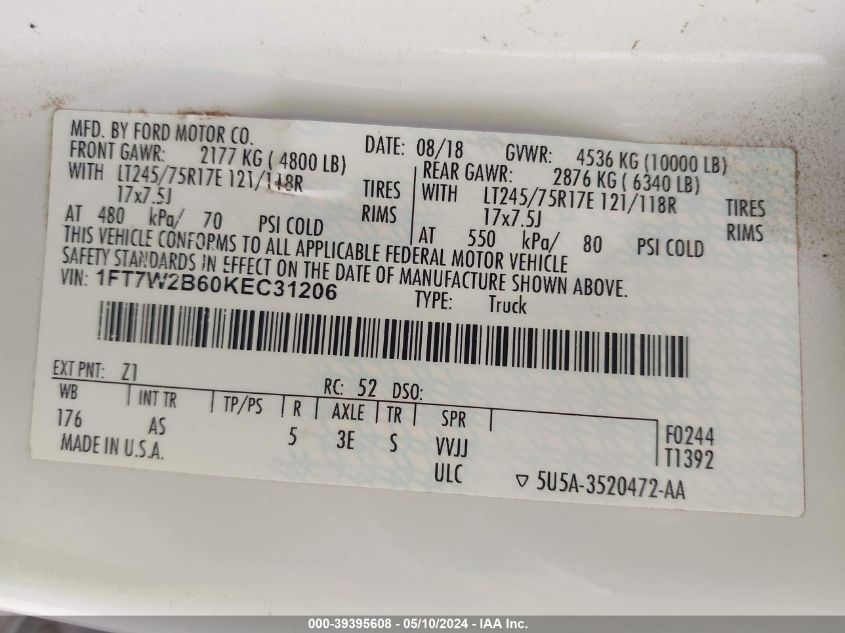 MFD. BY FORD MOTOR CO. DATE: 08/18 GVWR: 4536 KG (10000 LB)
FRONT GAWR: 2177 KG ( 4800 LB) REAR GAWR: 2876 KG ( 6340 LB)
WITH LT245/75R17E 121/118R TIRES WITH LT245/75R17E 121/118R TIRES
17x7.5J RIMS 17x7.5J RIMS
AT 480 kPa/ 70 PSI COLD AT 550 kPa/ 80 PSI COLD
THIS VEHICLE CONFORMS TO ALL APPLICABLE FEDERAL MOTOR VEHICLE
SAFETY STANDARDS IN EFFECT ON THE DATE OF MANUFACTURE SHOWN ABOVE.
VIN: 1FT7W2B60KEC31206 TYPE: Truck
EXT PNT: Z1 RC: 52 DSO:
WB INT TR TP/PS R AXLE TR SPR
176 AS 5 3E S VVJJ F0244
MADE IN U.S.A. ULC T1392
5U5A-3520472-AA
000-39395608 - 05/10/2024 - IAA Inc.